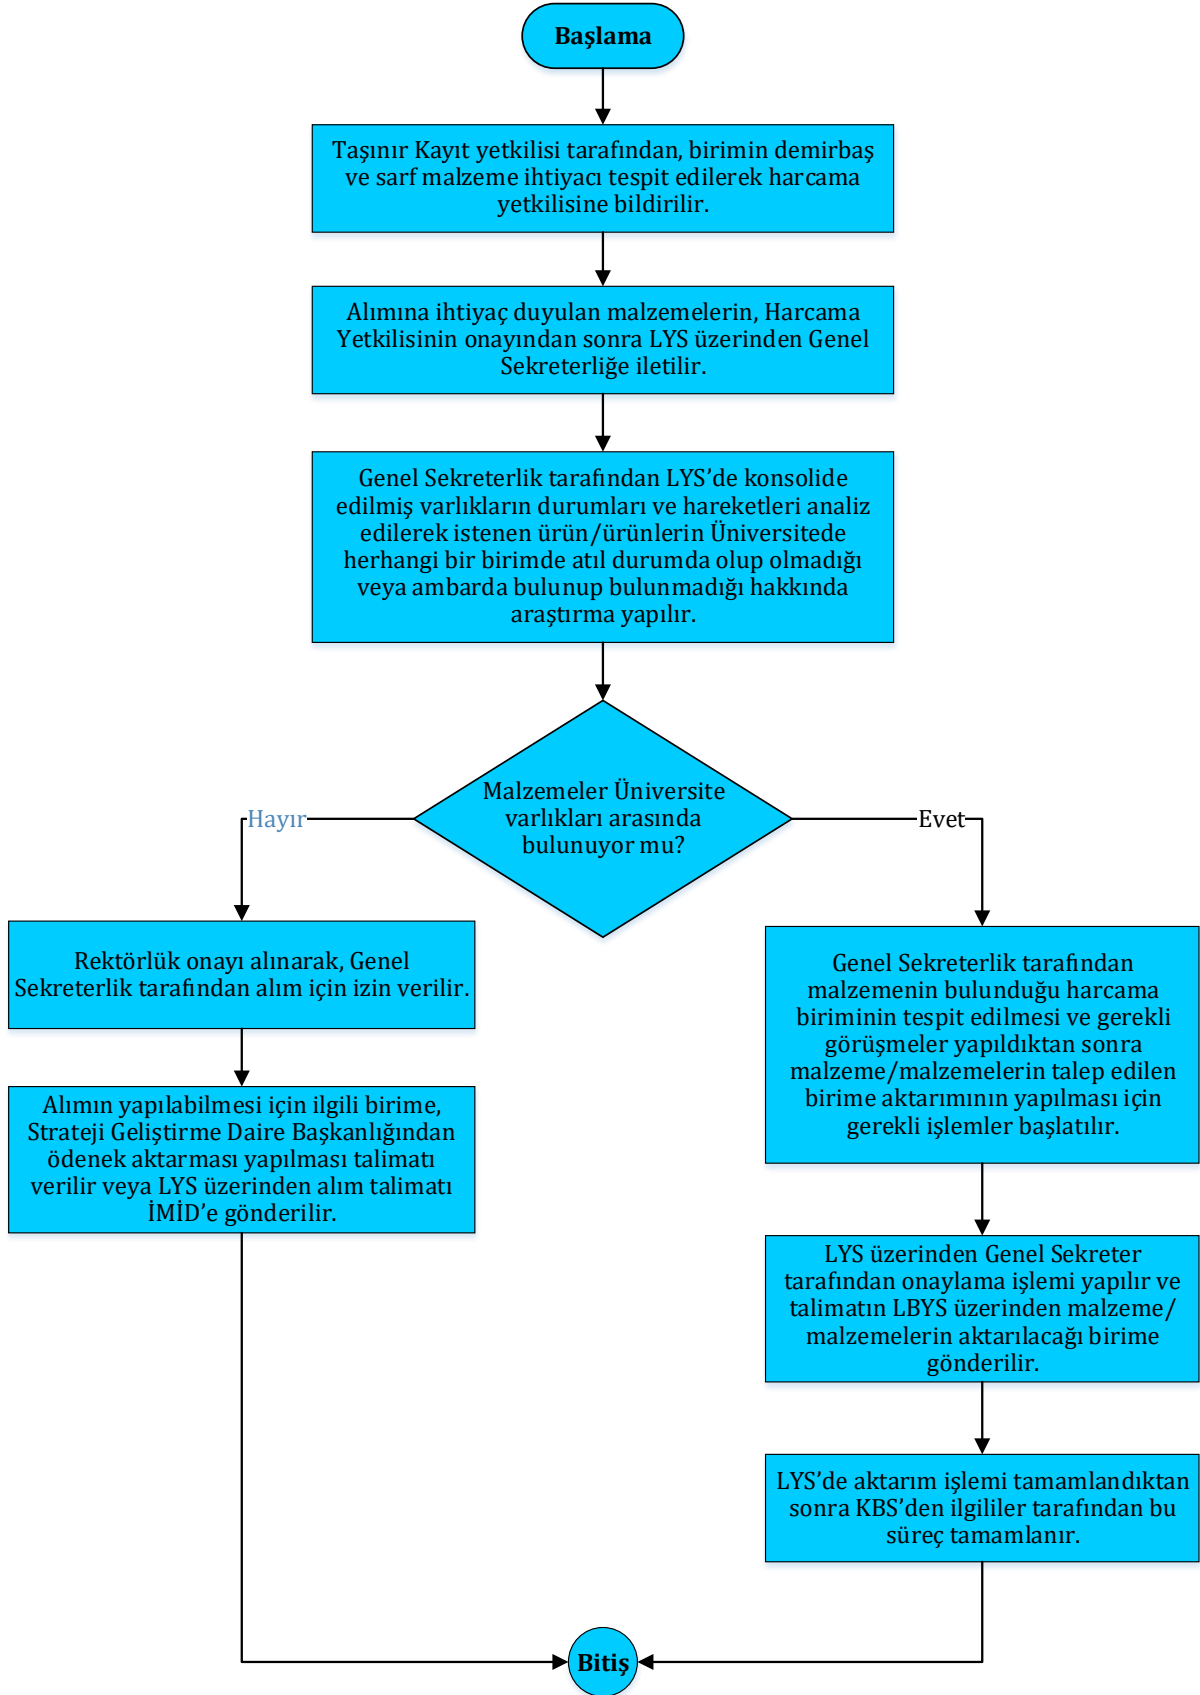 Başlama
Taşınır Kayıt yetkilisi tarafından, birimin demirbaş
ve sarf malzeme ihtiyacı tespit edilerek harcama
yetkilisine bildirilir.
Alımına ihtiyaç duyulan malzemelerin, Harcama
Yetkilisinin onayından sonra LYS üzerinden Genel
Sekreterliğe iletilir.
Genel Sekreterlik tarafından LYS’de konsolide
edilmiş varlıkların durumları ve hareketleri analiz
edilerek istenen ürün/ürünlerin Üniversitede
herhangi bir birimde atıl durumda olup olmadığı
veya ambarda bulunup bulunmadığı hakkında
araştırma yapılır.
Malzemeler Üniversite
varlıkları arasında
bulunuyor mu?
Hayır
Evet
Rektörlük onayı alınarak, Genel
Sekreterlik tarafından alım için izin verilir.
Alımın yapılabilmesi için ilgili birime,
Strateji Geliştirme Daire Başkanlığından
ödenek aktarması yapılması talimatı
verilir veya LYS üzerinden alım talimatı
İMİD’e gönderilir.
Genel Sekreterlik tarafından
malzemenin bulunduğu harcama
biriminin tespit edilmesi ve gerekli
görüşmeler yapıldıktan sonra
malzeme/malzemelerin talep edilen
birime aktarımının yapılması için
gerekli işlemler başlatılır.
LYS üzerinden Genel Sekreter
tarafından onaylama işlemi yapılır ve
talimatın LBYS üzerinden malzeme/
malzemelerin aktarılacağı birime
gönderilir.
LYS’de aktarım işlemi tamamlandıktan
sonra KBS’den ilgililer tarafından bu
süreç tamamlanır.
Bitiş